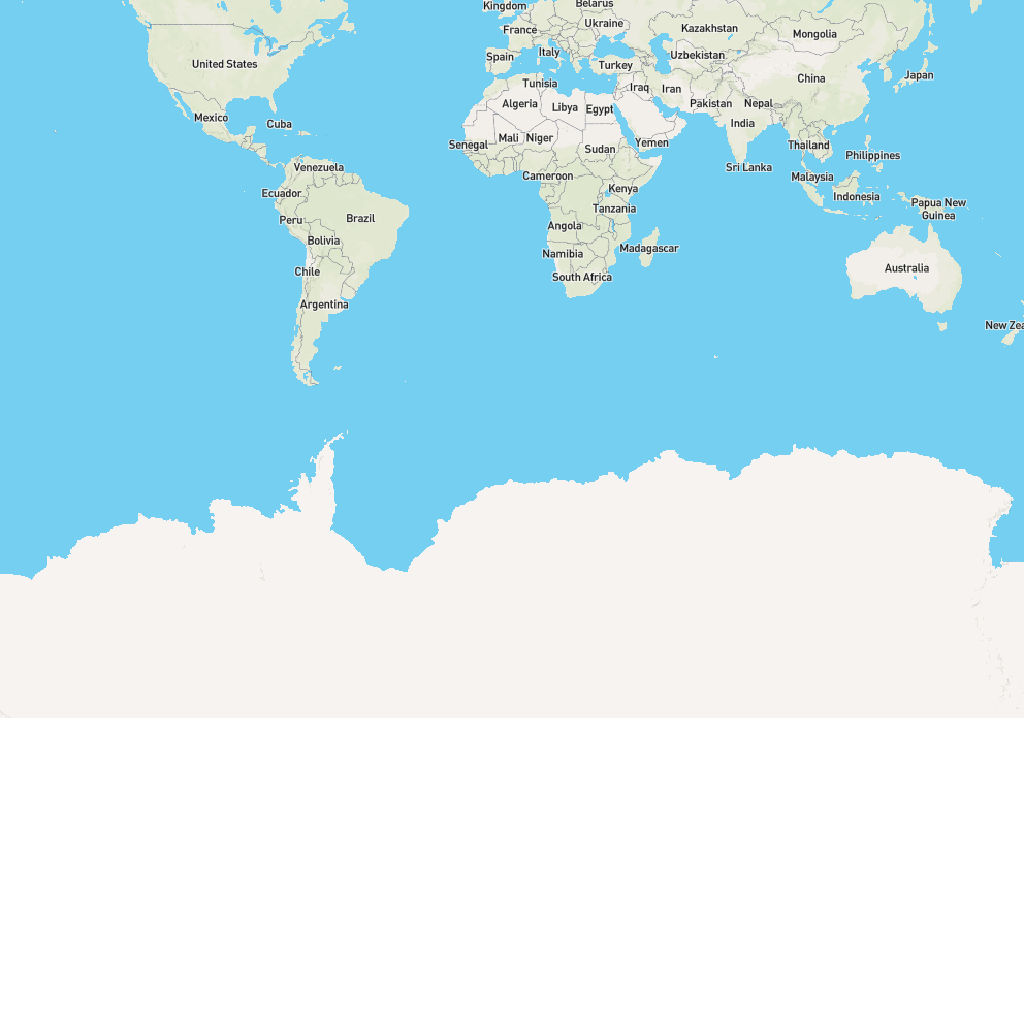 Kingdom
Belarus
France
Ukraine
Kazakhstan
Mongolia
United States
Spain
Italy
Turkey
Uzbekistan
China
Japan
Mexico
Cuba
Tunisia
Algeria
Libya
Egypt
Iraq
Iran
Pakistan
Nepal
India
Senegal
Mali
Niger
Sudan
Yemen
Thailand
Philippines
Venezuela
Cameroon
Sri Lanka
Malaysia
Ecuador
Kenya
Indonesia
Papua New
Guinea
Peru
Brazil
Tanzania
Angola
Bolivia
Namibia
Madagascar
Chile
South Africa
Australia
Argentina
New Zea